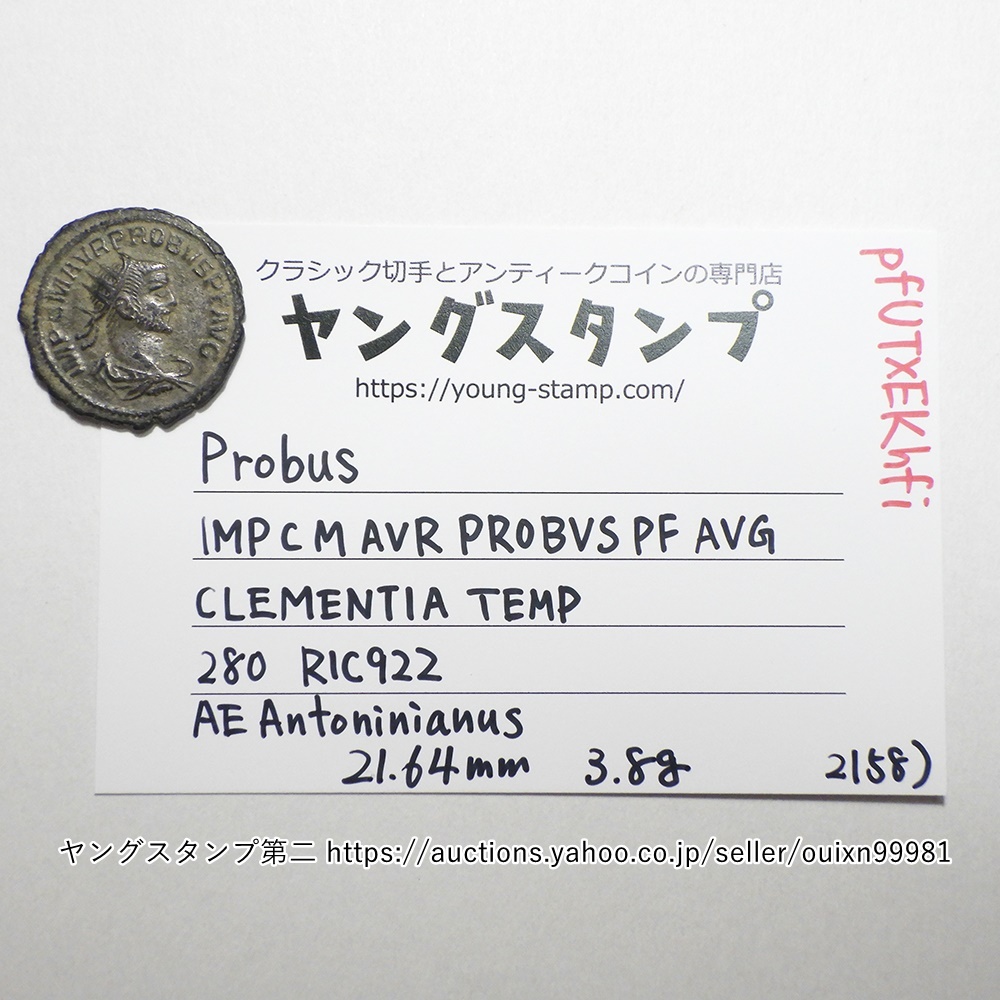 IMP C M AVR PROBVS P F AVG
クラシック切手とアンティークコインの専門店
ヤングスタンプ
https://young-stamp.com/
pfUTxEKhfi
Probus
IMP C M AVR PROBVS PF AVG
CLEMENTIA TEMP
280 RIC922
AE Antoninianus
21.64mm 3.8g 2158)
ヤングスタンプ第二 https://auctions.yahoo.co.jp/seller/ouixn99981